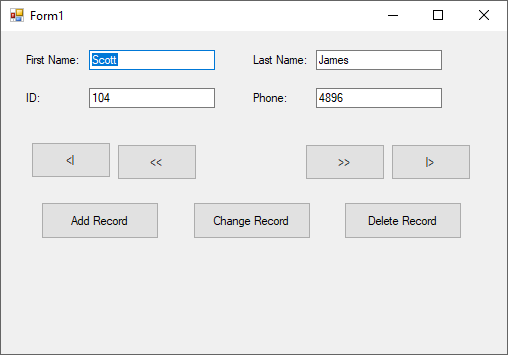 Form1
First Name: Scott Last Name: James
ID: 104 Phone: 4896
<| << >> |>
Add Record Change Record Delete Record